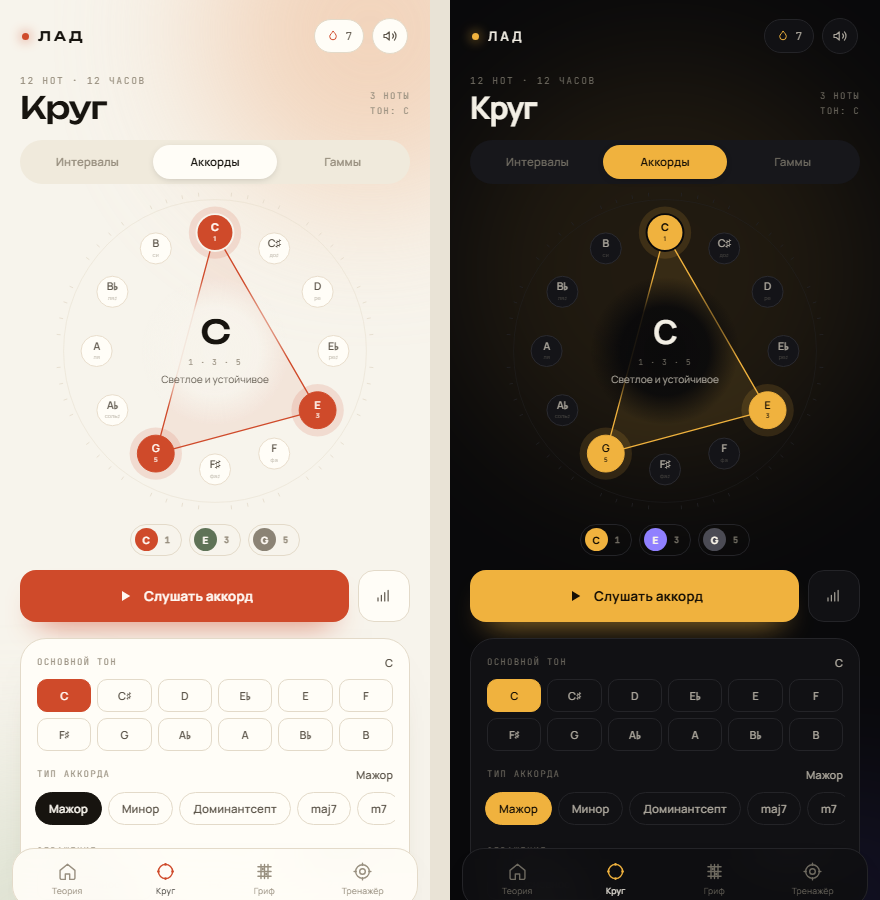 ЛАД
7
12 НОТ · 12 ЧАСОВ
Круг
3 НОТЫ
ТОН: C
Интервалы Аккорды Гаммы
C
1
B
C♯
B♭
D
A
E♭
C
1 · 3 · 5
Светлое и устойчивое
A♭
E
3
G
5
F
F♯
C 1 E 3 G 5
Слушать аккорд
ОСНОВНОЙ ТОН C
C C♯ D E♭ E F
F♯ G A♭ A B♭ B
ТИП АККОРДА Мажор
Мажор Минор Доминантсепт maj7 m7
Теория Круг Гриф Тренажёр
ЛАД
7
12 НОТ · 12 ЧАСОВ
Круг
3 НОТЫ
ТОН: C
Интервалы Аккорды Гаммы
C
1
B
C♯
B♭
D
A
E♭
C
1 · 3 · 5
Светлое и устойчивое
A♭
E
3
G
5
F
F♯
C 1 E 3 G 5
Слушать аккорд
ОСНОВНОЙ ТОН C
C C♯ D E♭ E F
F♯ G A♭ A B♭ B
ТИП АККОРДА Мажор
Мажор Минор Доминантсепт maj7 m7
Теория Круг Гриф Тренажёр